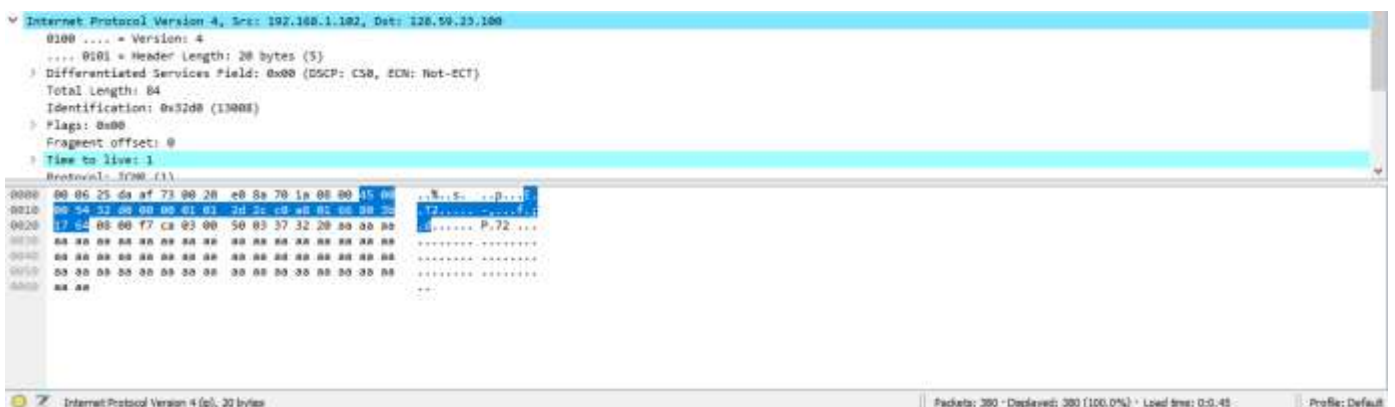 Internet Protocol Version 4, Src: 192.168.1.102, Dst: 128.59.23.100
0100 .... = Version: 4
.... 0101 = Header Length: 20 bytes (5)
Differentiated Services Field: 0x00 (DSCP: CS0, ECN: Not-ECT)
Total Length: 84
Identification: 0x32d0 (13008)
Flags: 0x00
Fragment offset: 0
Time to live: 1
Protocol: ICMP (1)
0000 00 06 25 da af 73 00 20 e0 8a 70 1a 08 00 45 00 ..%..s. ..p...E.
0010 00 54 32 d0 00 00 01 01 2d 2c c0 a8 01 66 80 3b .T2..... -,...f.;
0020 17 64 08 00 f7 ca 03 00 50 03 37 32 20 aa aa aa .d...... P.72 ...
0030 aa aa aa aa aa aa aa aa aa aa aa aa aa aa aa aa ........ ........
0040 aa aa aa aa aa aa aa aa aa aa aa aa aa aa aa aa ........ ........
0050 aa aa aa aa aa aa aa aa aa aa aa aa aa aa aa aa ........ ........
0060 aa aa ..
Internet Protocol Version 4 (ip), 20 bytes
Packets: 380 · Displayed: 380 (100.0%) · Load time: 0:0.45
Profile: Default